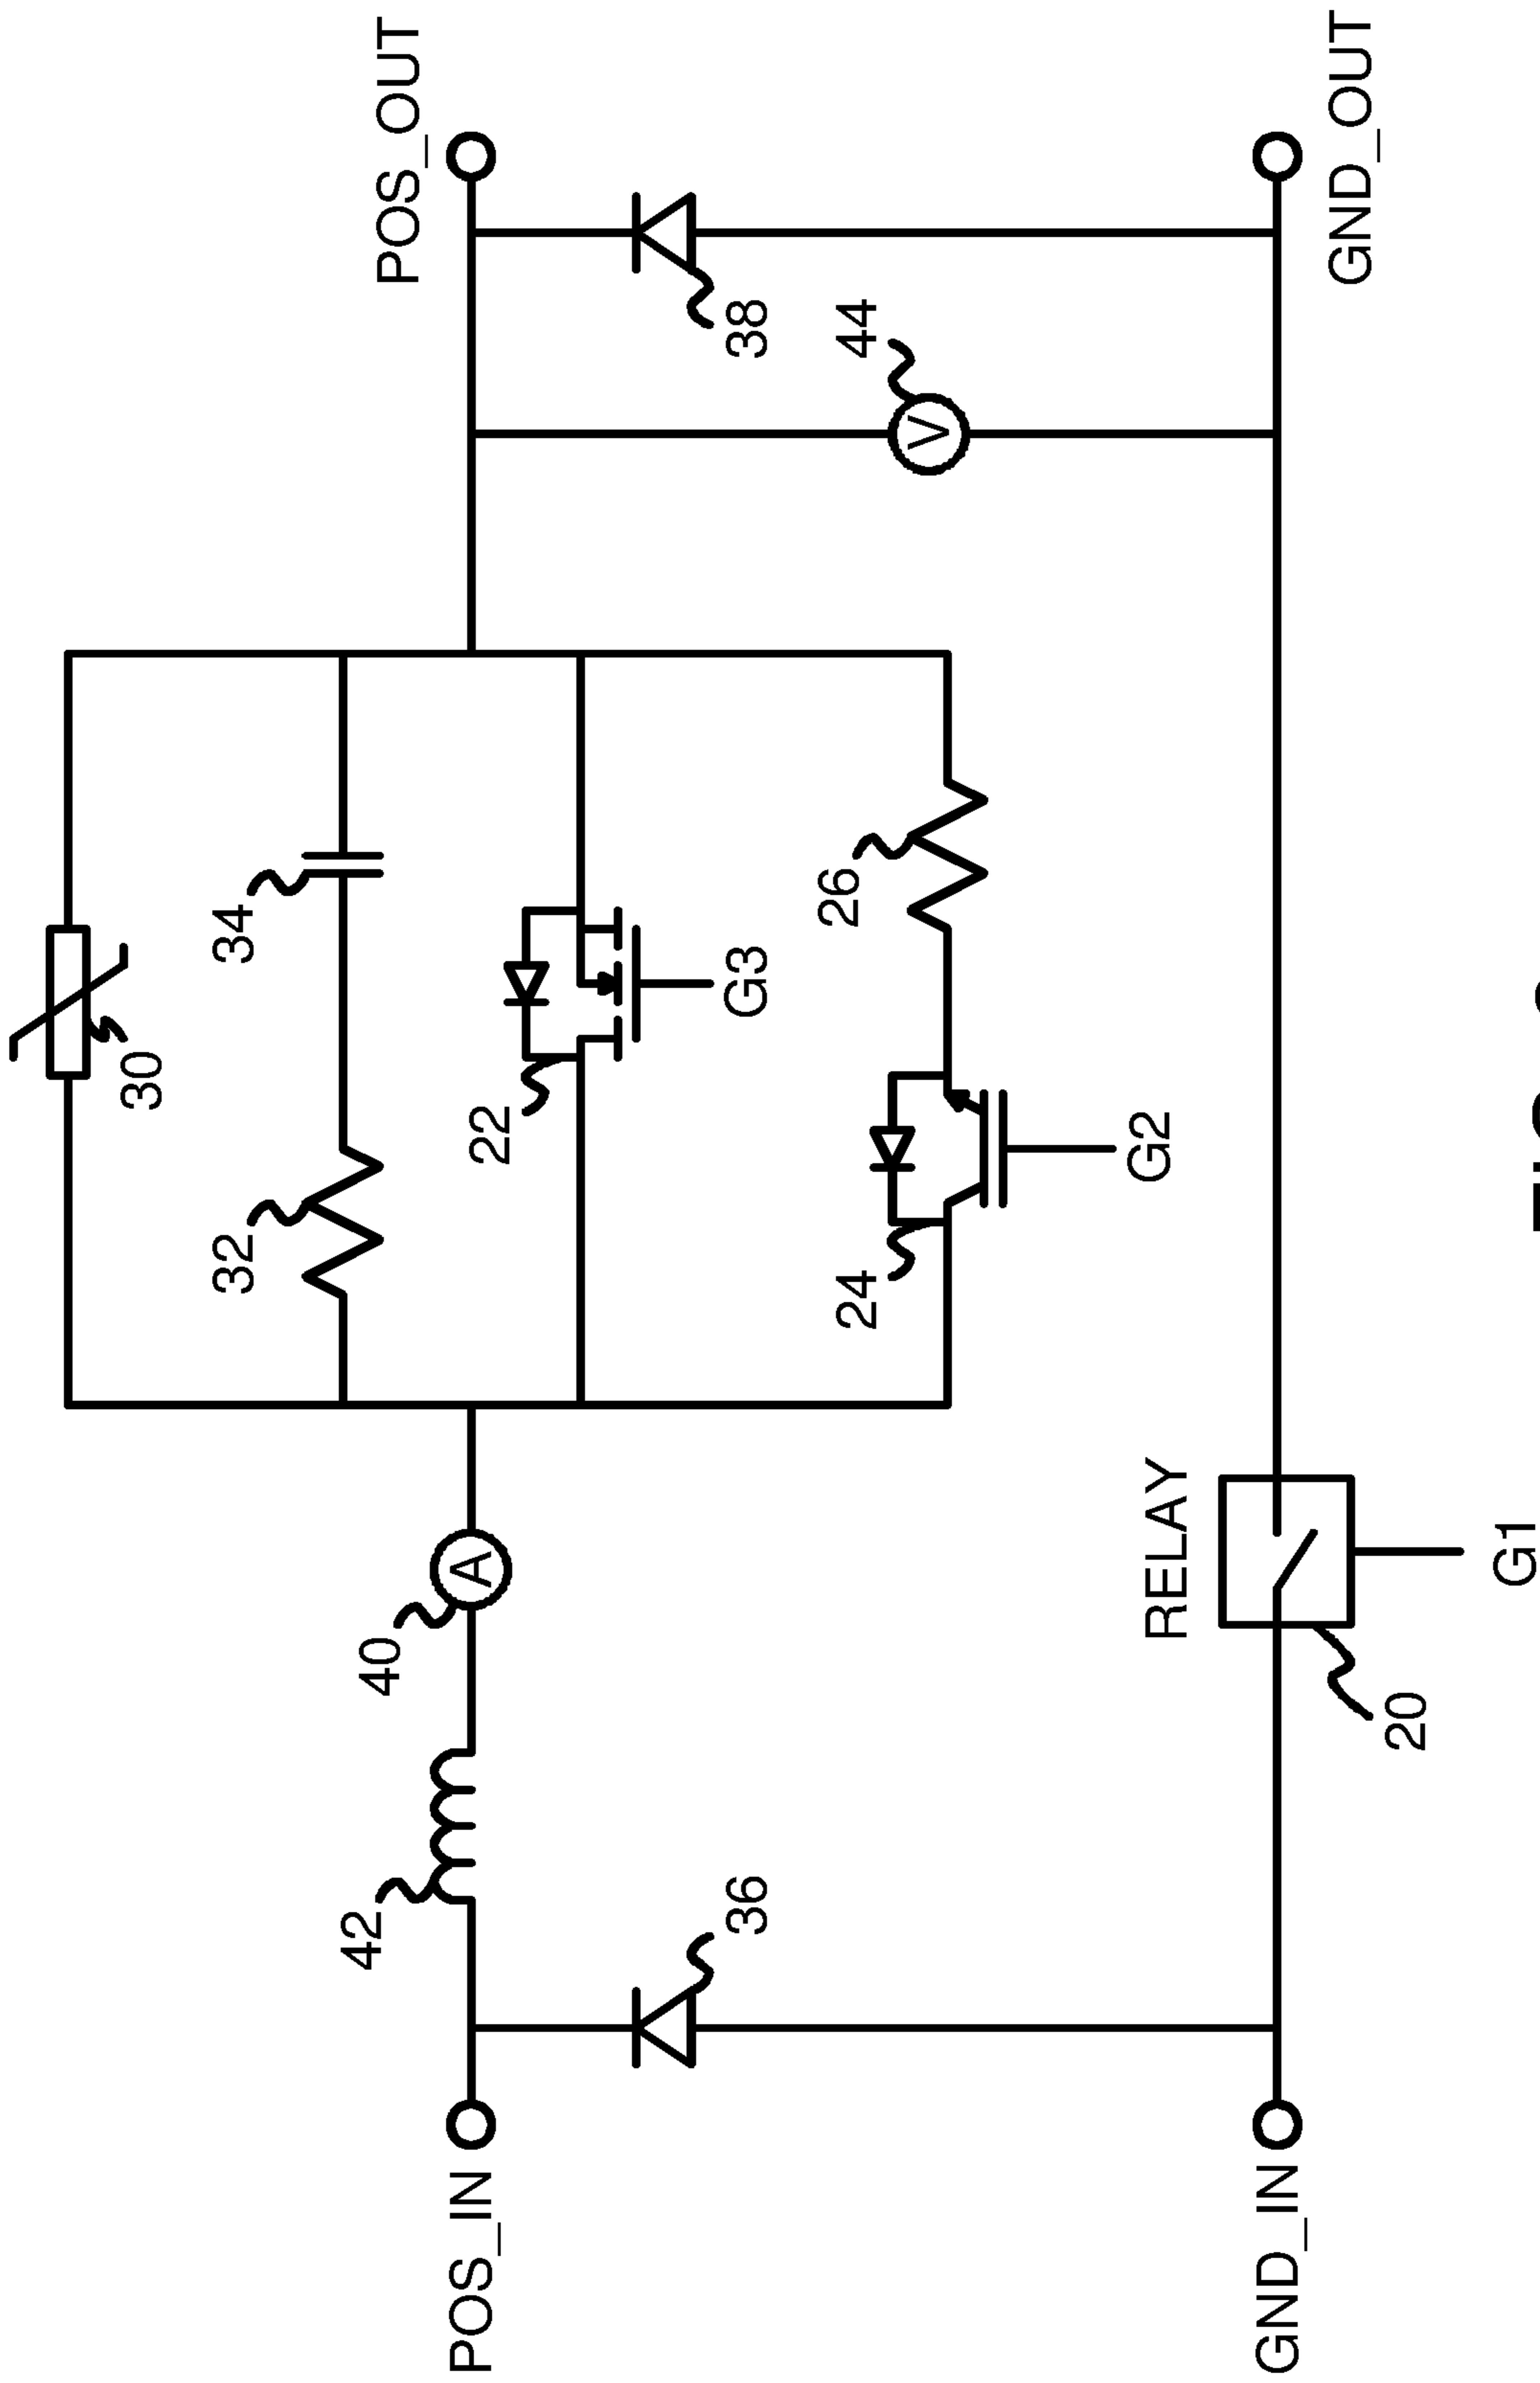 POS_OUT
GND_OUT
38
44
30
34
32
22
G3
26
24
G2
40
42
RELAY
G1
20
36
POS_IN
GND_IN
A
V